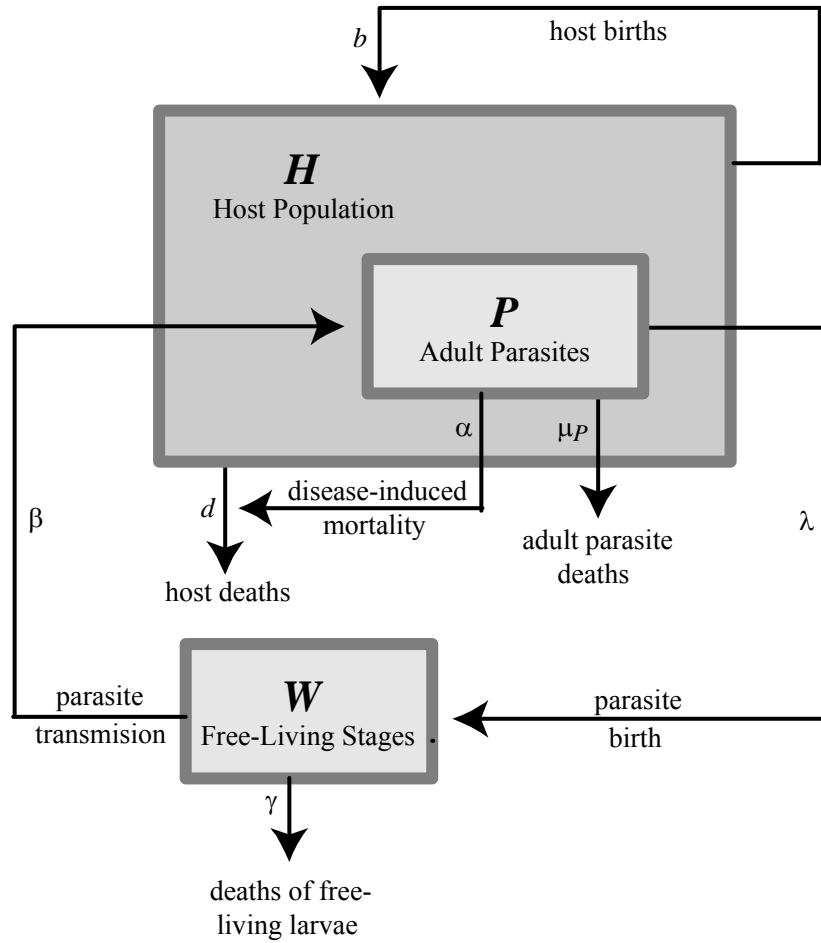 b
host births
H
Host Population
P
Adult Parasites
α
μP
disease-induced
mortality
d
β
λ
adult parasite
deaths
host deaths
parasite
transmision
W
Free-Living Stages
parasite
birth
γ
deaths of free-
living larvae